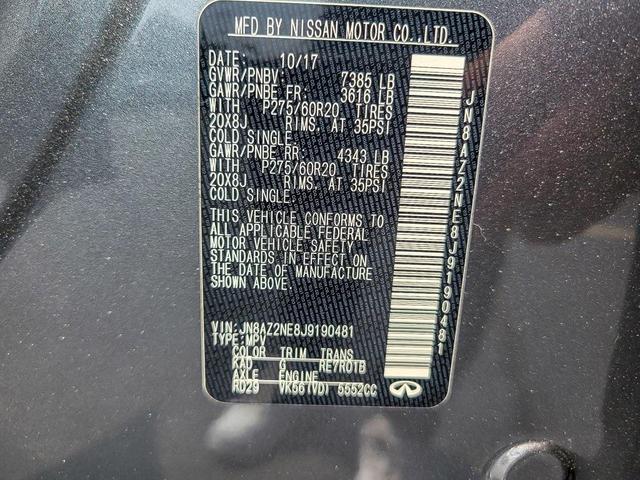 MFD BY NISSAN MOTOR CO.,LTD.
DATE: 10/17
GVWR/PNBV: 7385 LB
GAWR/PNBE FR: 3616 LB
WITH P275/60R20 TIRES
20X8J RIMS, AT 35PSI
COLD SINGLE
GAWR/PNBE RR: 4343 LB
WITH P275/60R20 TIRES
20X8J RIMS, AT 35PSI
COLD SINGLE
THIS VEHICLE CONFORMS TO
ALL APPLICABLE FEDERAL
MOTOR VEHICLE SAFETY
STANDARDS IN EFFECT ON
THE DATE OF MANUFACTURE
SHOWN ABOVE.
VIN: JN8AZ2NE8J9190481
TYPE: MPV
COLOR TRIM TRANS
KAD G RE7R01B
AXLE ENGINE
RD29 VK56(VD) 5552CC
JN8AZ2NE8J9190481